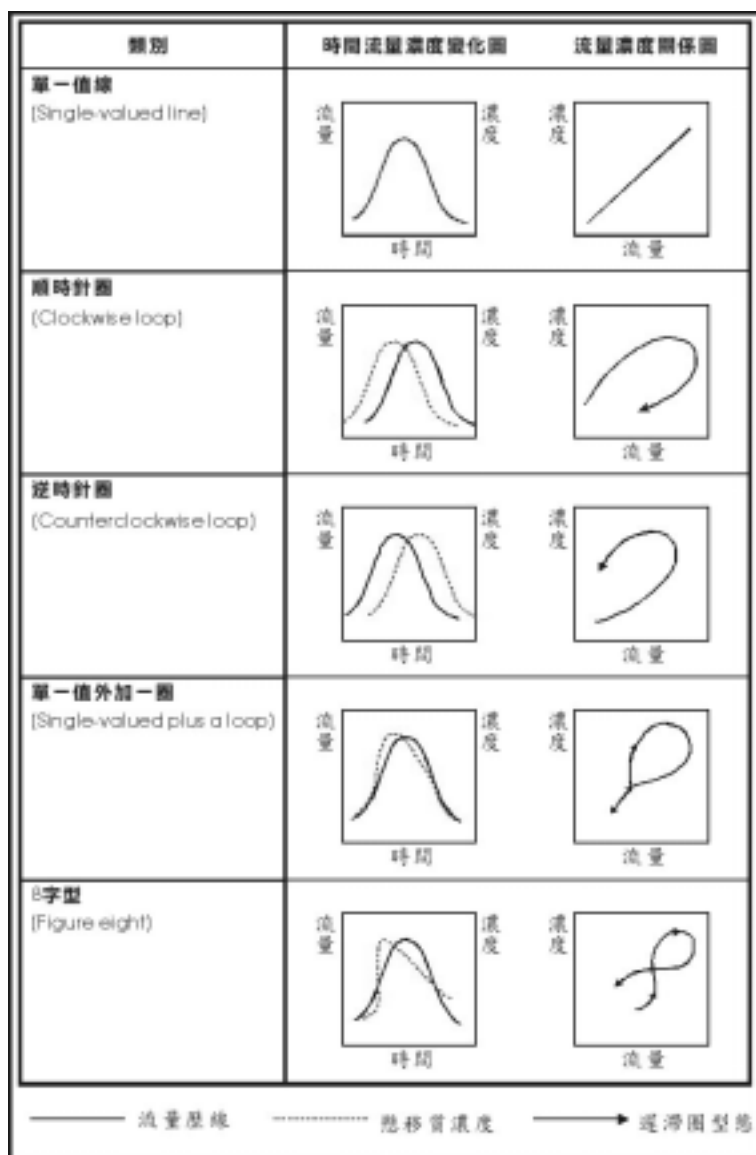 類別 時間流量濃度變化圖 流量濃度關係圖
單一值線
(Single-valued line)
流量 濃度 濃度
時間 流量
順時針圈
(Clockwise loop)
流量 濃度 濃度
時間 流量
逆時針圈
(Counterclockwise loop)
流量 濃度 濃度
時間 流量
單一值外加一圈
(Single-valued plus a loop)
流量 濃度 濃度
時間 流量
8字型
(Figure eight)
流量 濃度 濃度
時間 流量
流量歷線 懸移質濃度 遲滯圈型態